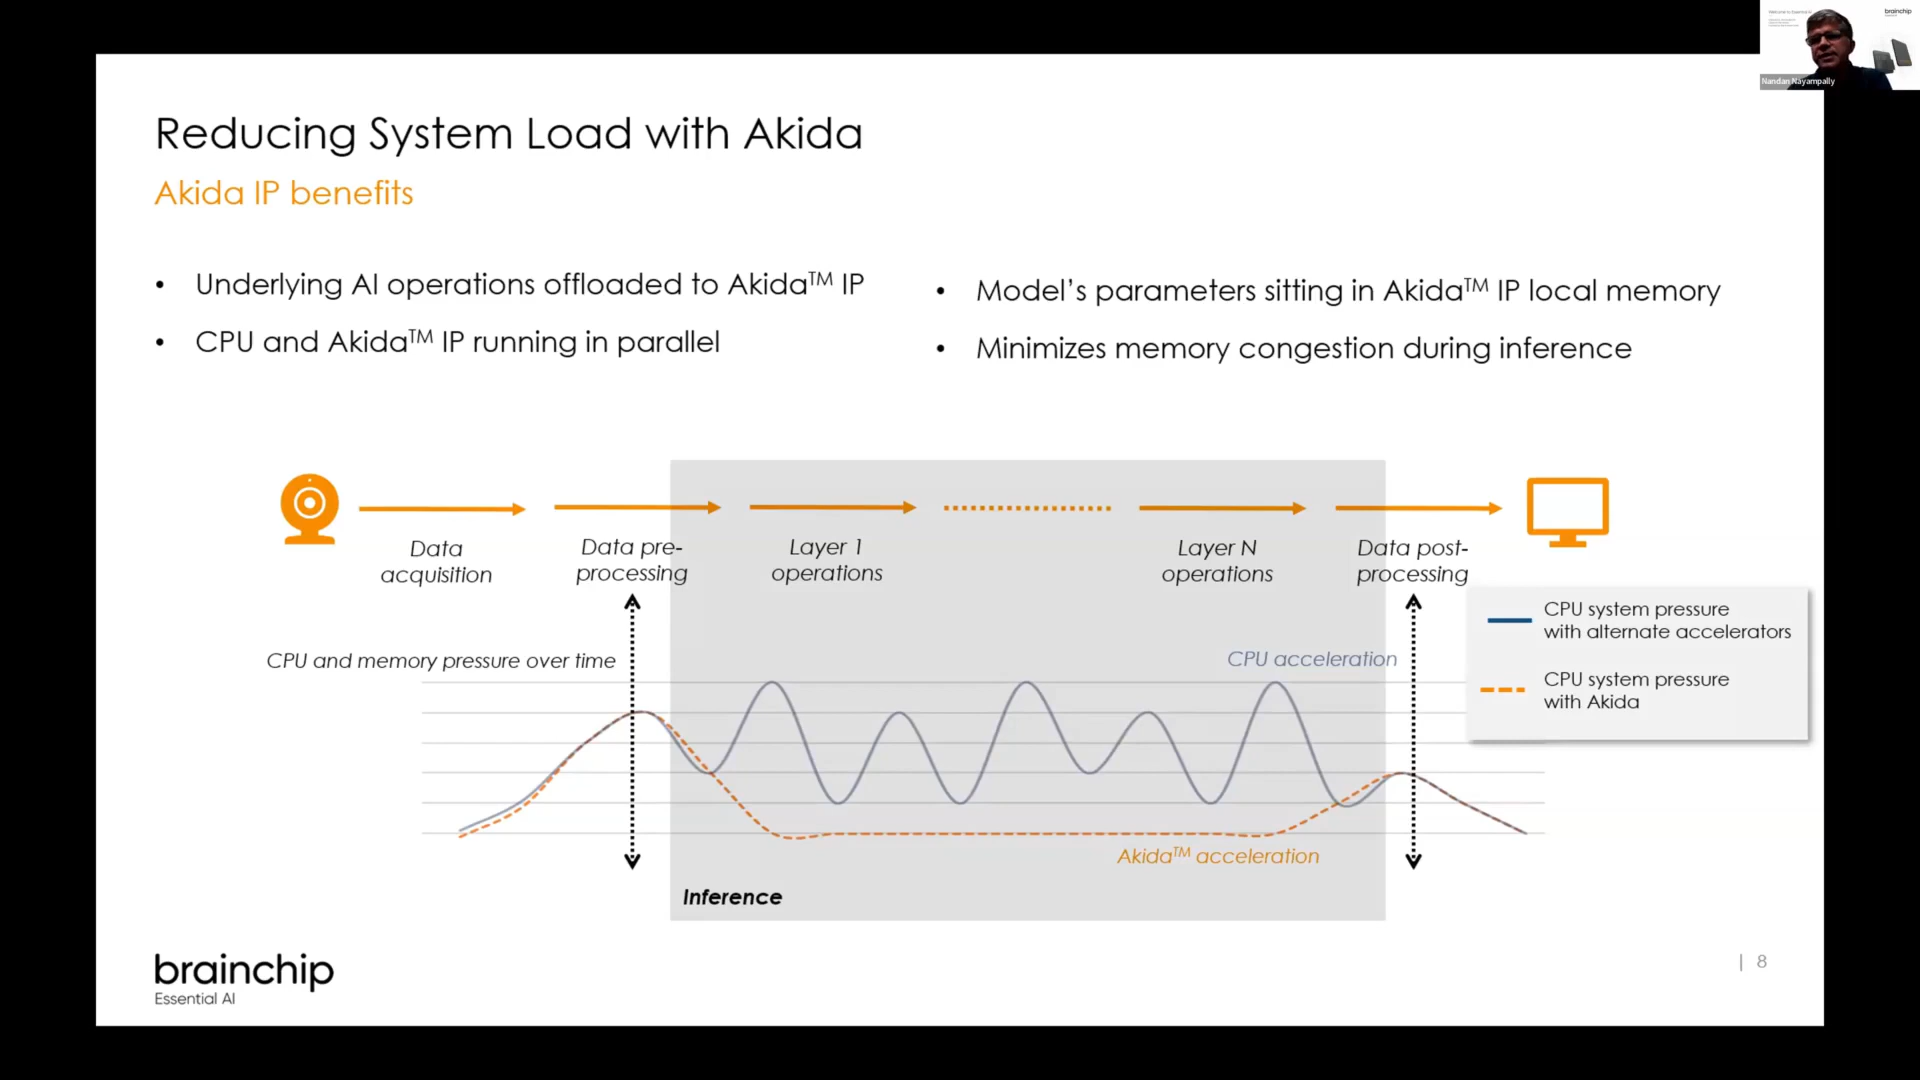 Reducing System Load with Akida
Akida IP benefits
• Underlying AI operations offloaded to Akida™ IP
• CPU and Akida™ IP running in parallel
• Model’s parameters sitting in Akida™ IP local memory
• Minimizes memory congestion during inference
Data
acquisition
Data pre-
processing
Layer 1
operations
Layer N
operations
Data post-
processing
CPU system pressure
with alternate accelerators
CPU system pressure
with Akida
CPU and memory pressure over time
CPU acceleration
Akida™ acceleration
Inference
brainchip
Essential AI
| 8
brainchip
Nandan Nayampally